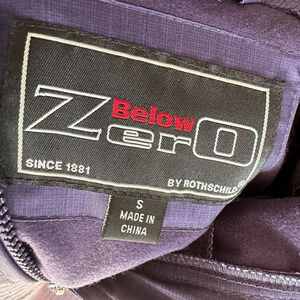 Below
ZerO
SINCE 1881
BY ROTHSCHILD
S
MADE IN
CHINA